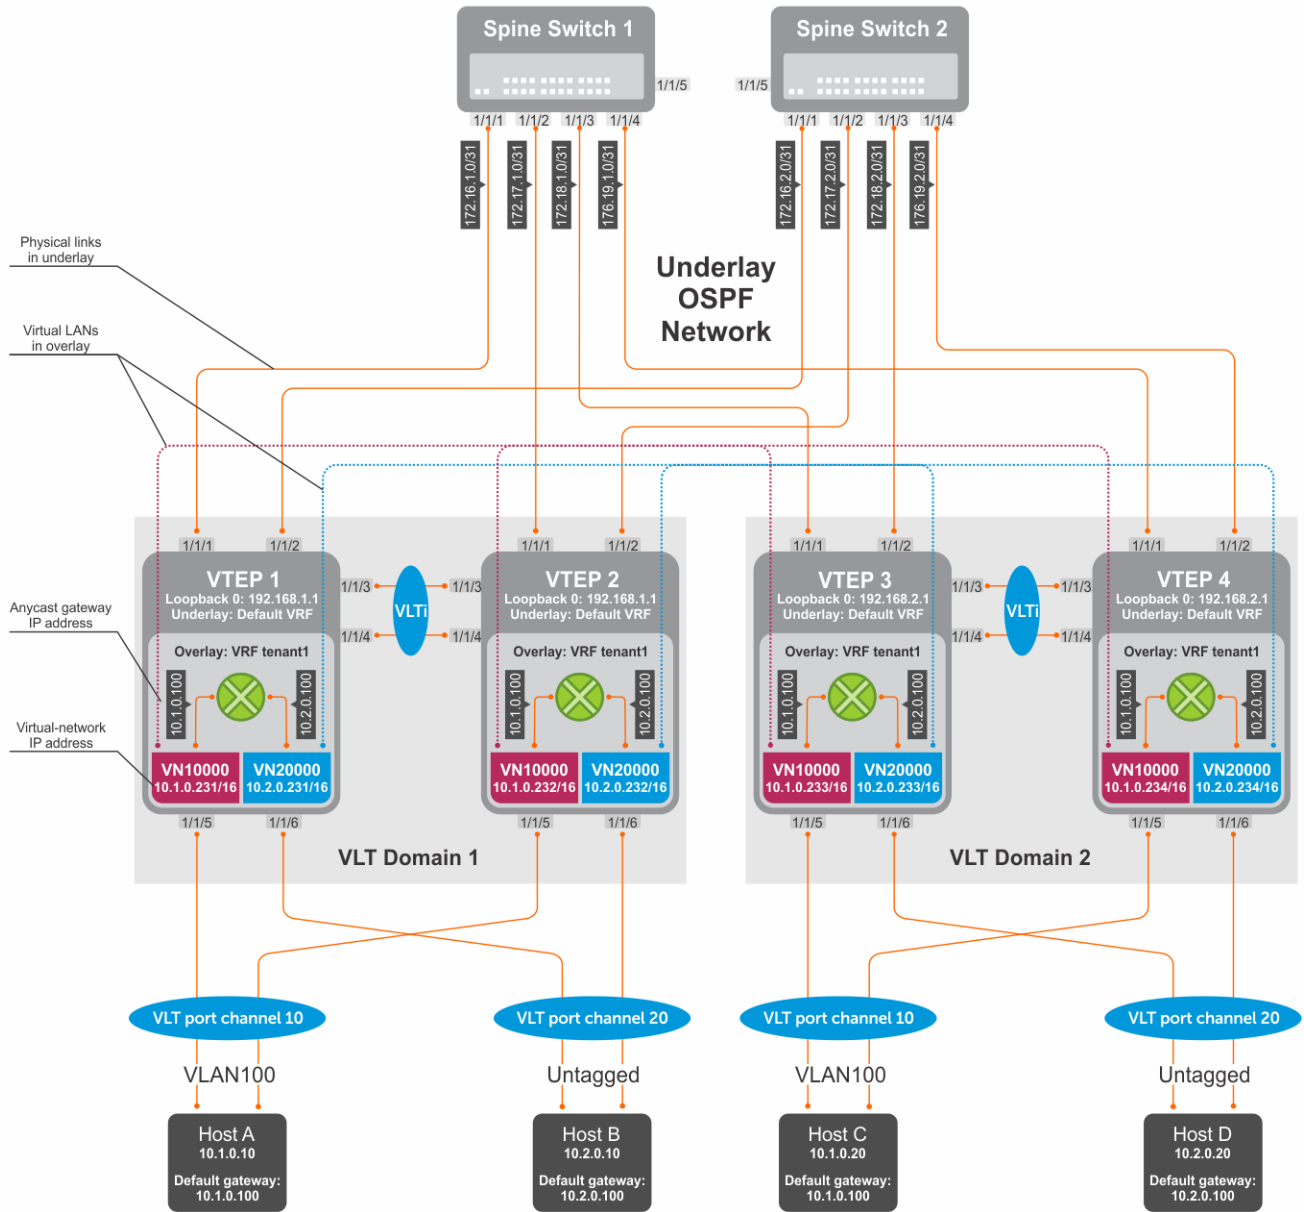 Spine Switch 1
Spine Switch 2
1/1/5
1/1/5
1/1/1
1/1/2
1/1/3
1/1/4
1/1/1
1/1/2
1/1/3
1/1/4
172.16.1.0/31
172.17.1.0/31
172.18.1.0/31
176.19.1.0/31
172.16.2.0/31
172.17.2.0/31
172.18.2.0/31
176.19.2.0/31
Physical links
in underlay
Underlay
OSPF
Network
Virtual LANs
in overlay
1/1/1
1/1/2
1/1/1
1/1/2
1/1/1
1/1/2
1/1/1
1/1/2
VTEP 1
Loopback 0: 192.168.1.1
Underlay: Default VRF
1/1/3
1/1/4
VLTi
1/1/3
1/1/4
VTEP 2
Loopback 0: 192.168.1.1
Underlay: Default VRF
VTEP 3
Loopback 0: 192.168.2.1
Underlay: Default VRF
1/1/3
1/1/4
VLTi
1/1/3
1/1/4
VTEP 4
Loopback 0: 192.168.2.1
Underlay: Default VRF
Anycast gateway
IP address
Overlay: VRF tenant1
Overlay: VRF tenant1
Overlay: VRF tenant1
Overlay: VRF tenant1
10.1.0.100
10.2.0.100
10.1.0.100
10.2.0.100
10.1.0.100
10.2.0.100
10.1.0.100
10.2.0.100
Virtual-network
IP address
VN10000
10.1.0.231/16
VN20000
10.2.0.231/16
VN10000
10.1.0.232/16
VN20000
10.2.0.232/16
VN10000
10.1.0.233/16
VN20000
10.2.0.233/16
VN10000
10.1.0.234/16
VN20000
10.2.0.234/16
1/1/5
1/1/6
1/1/5
1/1/6
1/1/5
1/1/6
1/1/5
1/1/6
VLT Domain 1
VLT Domain 2
VLT port channel 10
VLT port channel 20
VLT port channel 10
VLT port channel 20
VLAN100
Untagged
VLAN100
Untagged
Host A
10.1.0.10
Default gateway:
10.1.0.100
Host B
10.2.0.10
Default gateway:
10.2.0.100
Host C
10.1.0.20
Default gateway:
10.1.0.100
Host D
10.2.0.20
Default gateway:
10.2.0.100